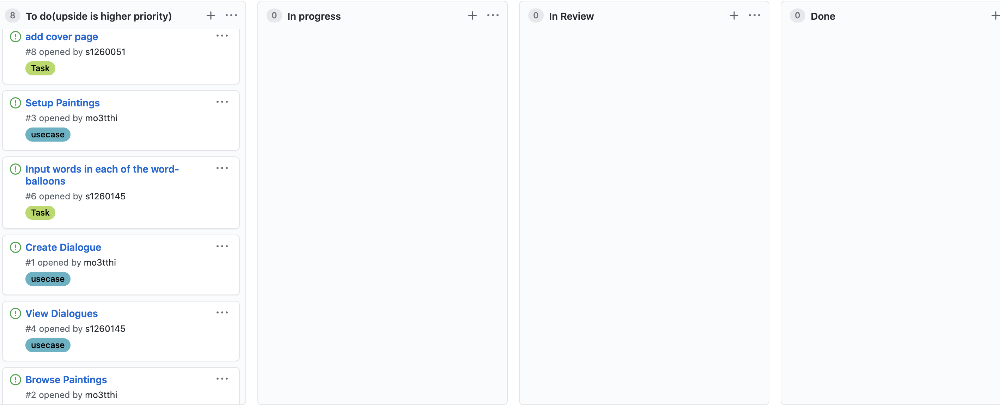 8 To do(upside is higher priority)
add cover page
#8 opened by s1260051
Task
Setup Paintings
#3 opened by mo3tthi
usecase
Input words in each of the word-
balloons
#6 opened by s1260145
Task
Create Dialogue
#1 opened by mo3tthi
usecase
View Dialogues
#4 opened by s1260145
usecase
Browse Paintings
#2 opened by mo3tthi
0 In progress
0 In Review
0 Done